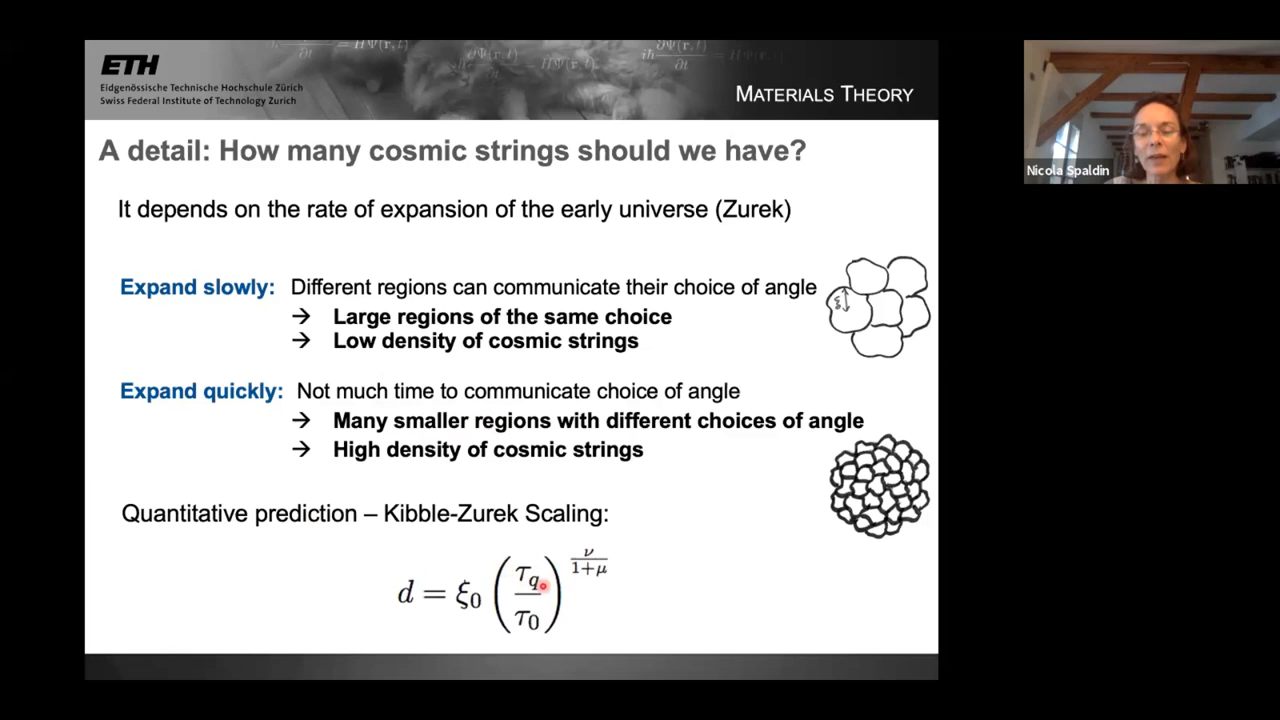 ETH
Eidgenössische Technische Hochschule Zürich
Swiss Federal Institute of Technology Zurich
MATERIALS THEORY
Nicola Spaldin
A detail: How many cosmic strings should we have?
It depends on the rate of expansion of the early universe (Zurek)
Expand slowly: Different regions can communicate their choice of angle
→ Large regions of the same choice
→ Low density of cosmic strings
ξ
Expand quickly: Not much time to communicate choice of angle
→ Many smaller regions with different choices of angle
→ High density of cosmic strings
Quantitative prediction – Kibble-Zurek Scaling:
d = ξ₀ (τ_q / τ₀)^(ν / (1+μ))